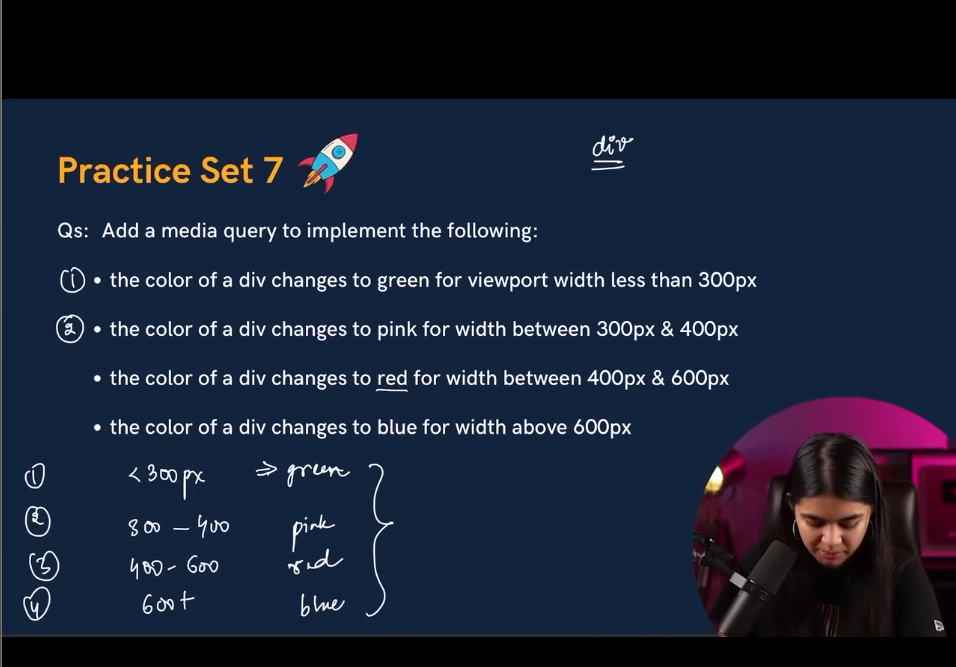 div
Practice Set 7
Qs: Add a media query to implement the following:
① • the color of a div changes to green for viewport width less than 300px
② • the color of a div changes to pink for width between 300px & 400px
• the color of a div changes to red for width between 400px & 600px
• the color of a div changes to blue for width above 600px
① <300px ⇒ green
② 300 – 400 pink
③ 400 - 600 red
④ 600+ blue